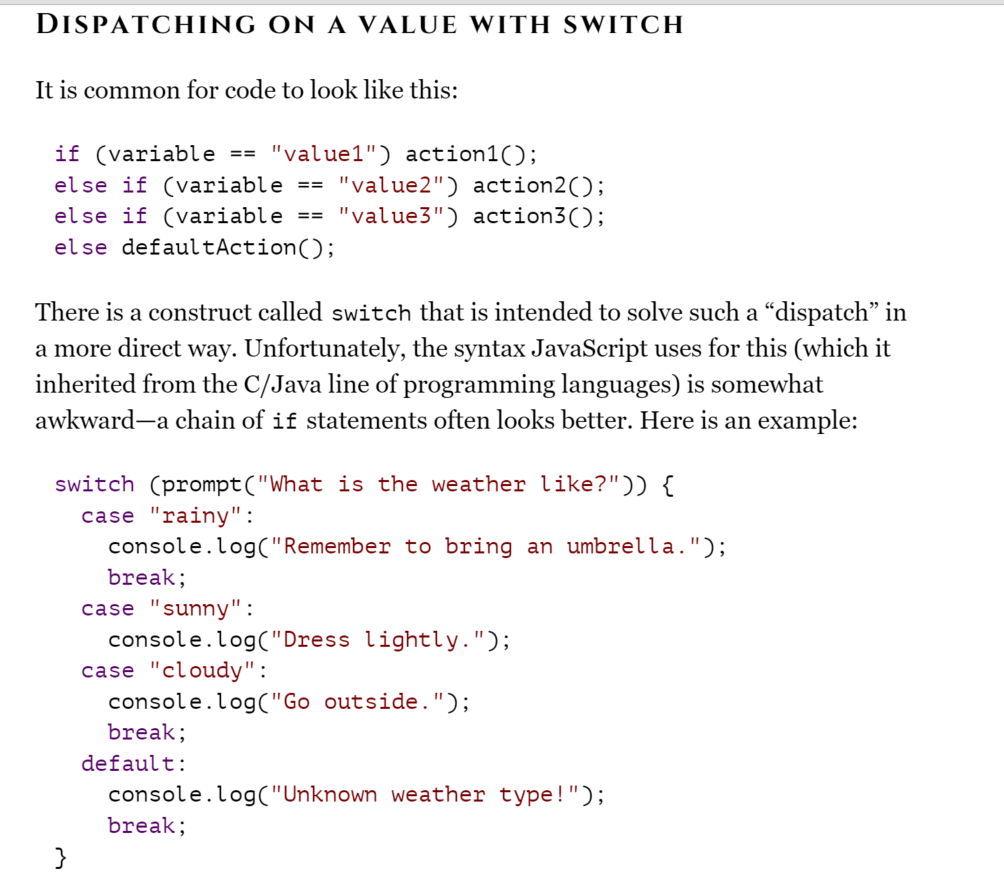 Dispatching on a value with switch
It is common for code to look like this:
if (variable == "value1") action1();
else if (variable == "value2") action2();
else if (variable == "value3") action3();
else defaultAction();
There is a construct called switch that is intended to solve such a “dispatch” in
a more direct way. Unfortunately, the syntax JavaScript uses for this (which it
inherited from the C/Java line of programming languages) is somewhat
awkward—a chain of if statements often looks better. Here is an example:
switch (prompt("What is the weather like?")) {
  case "rainy":
    console.log("Remember to bring an umbrella.");
    break;
  case "sunny":
    console.log("Dress lightly.");
  case "cloudy":
    console.log("Go outside.");
    break;
  default:
    console.log("Unknown weather type!");
    break;
}